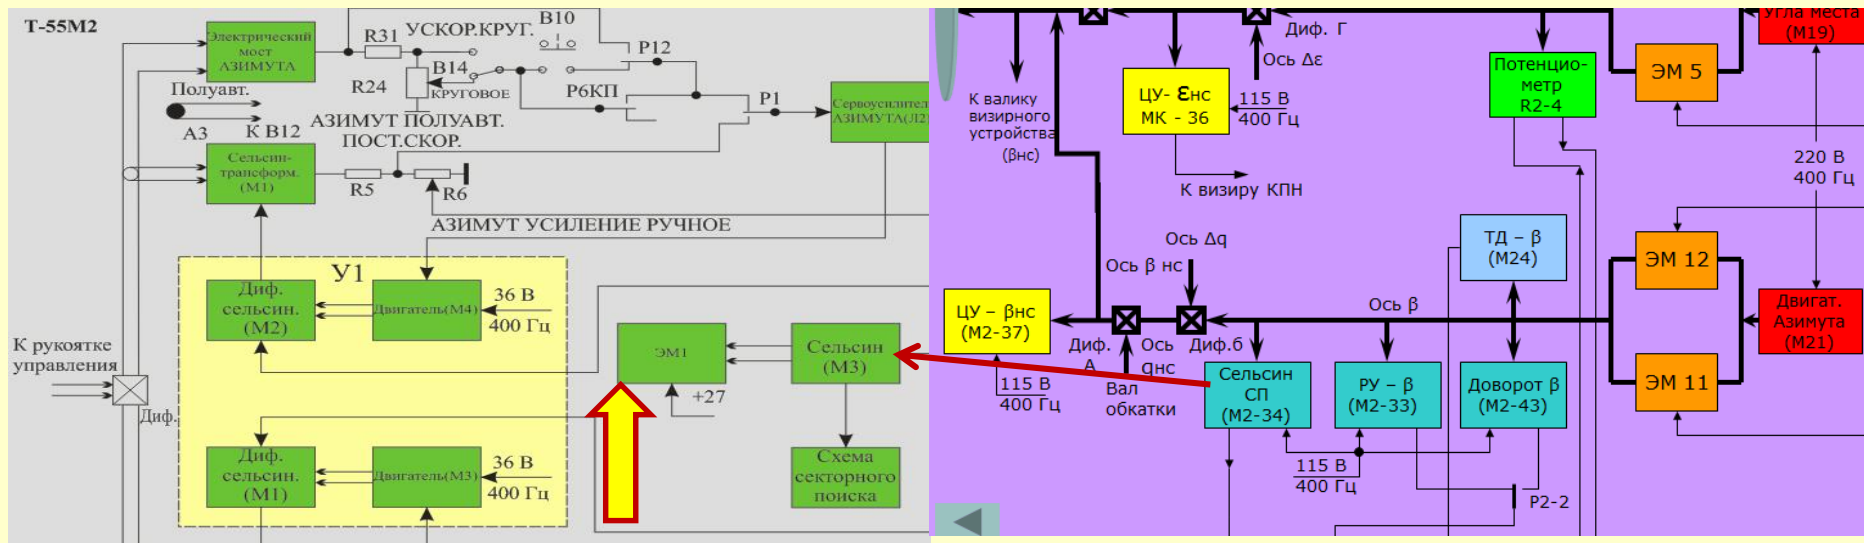 Т-55М2
Электрический
мост
АЗИМУТА
R31
УСКОР.КРУГ.
В10
Р12
R24
В14
КРУГОВОЕ
Р6КП
Р1
Полуавт.
А3
К В12
АЗИМУТ ПОЛУАВТ.
ПОСТ.СКОР.
Сервоусилител
АЗИМУТА(Л2)
Сельсин-
трансформ.
(М1)
R5
R6
АЗИМУТ УСИЛЕНИЕ РУЧНОЕ
У1
Диф.
сельсин.
(М2)
Двигатель(М4)
36 В
400 Гц
К рукоятке
управления
Диф.
ЭМ1
+27
Сельсин
(М3)
Диф.
сельсин.
(М1)
Двигатель(М3)
36 В
400 Гц
Схема
секторного
поиска
Диф. Г
Ось Δε
К валику
визирного
устройства
(βнс)
ЦУ- εнс
МК - 36
115 В
400 Гц
К визиру КПН
Потенцио-
метр
R2-4
ЭМ 5
Угла места
(М19)
220 В
400 Гц
Ось Δq
Ось β нс
ТД – β
(М24)
ЭМ 12
ЦУ – βнс
(М2-37)
Диф.
А
Ось
qнс
Диф.б
Ось β
Двигат.
Азимута
(М21)
115 В
400 Гц
Вал
обкатки
Сельсин
СП
(М2-34)
РУ – β
(М2-33)
Доворот β
(М2-43)
ЭМ 11
115 В
400 Гц
Р2-2